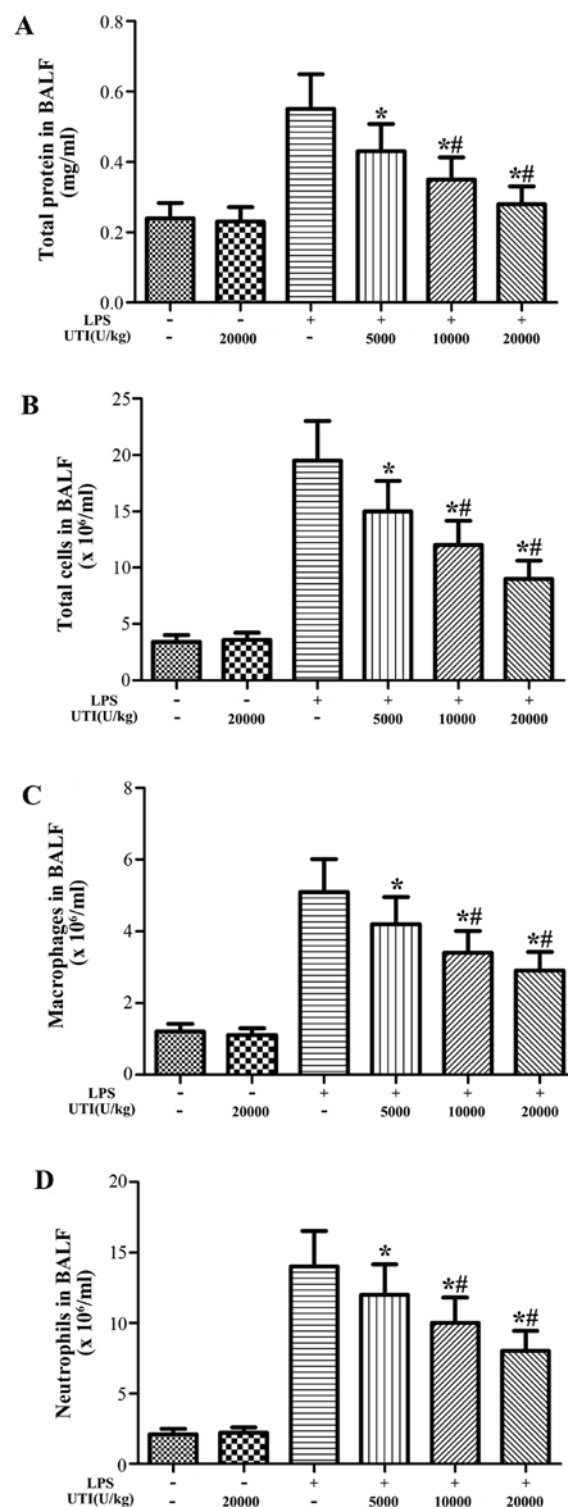 A
Total protein in BALF
(mg/ml)
0.8
0.6
0.4
0.2
0.0
*
*#
*#
LPS - - + + + +
UTI(U/kg) - 20000 - 5000 10000 20000
B
Total cells in BALF
(x 10⁶/ml)
25
20
15
10
5
0
*
*#
*#
LPS - - + + + +
UTI(U/kg) - 20000 - 5000 10000 20000
C
Macrophages in BALF
(x 10⁶/ml)
8
6
4
2
0
*
*#
*#
LPS - - + + + +
UTI(U/kg) - 20000 - 5000 10000 20000
D
Neutrophils in BALF
(x 10⁶/ml)
20
15
10
5
0
*
*#
*#
LPS - - + + + +
UTI(U/kg) - 20000 - 5000 10000 20000